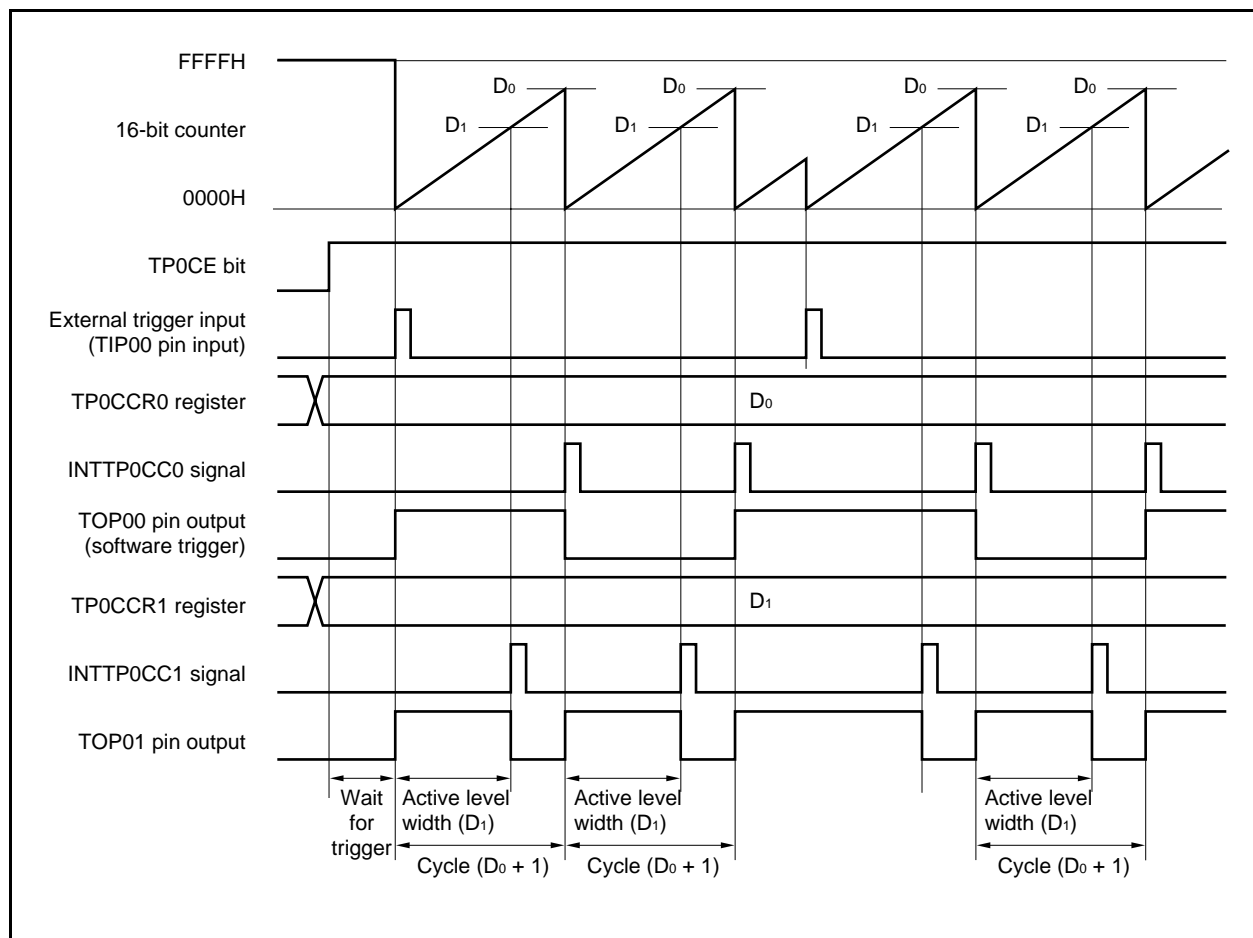 FFFFH
D0
D0
D0
D0
16-bit counter
D1
D1
D1
D1
0000H
TP0CE bit
External trigger input
(TIP00 pin input)
TP0CCR0 register
D0
INTTP0CC0 signal
TOP00 pin output
(software trigger)
TP0CCR1 register
D1
INTTP0CC1 signal
TOP01 pin output
Wait
for
trigger
Active level
width (D1)
Active level
width (D1)
Active level
width (D1)
Cycle (D0 + 1)
Cycle (D0 + 1)
Cycle (D0 + 1)